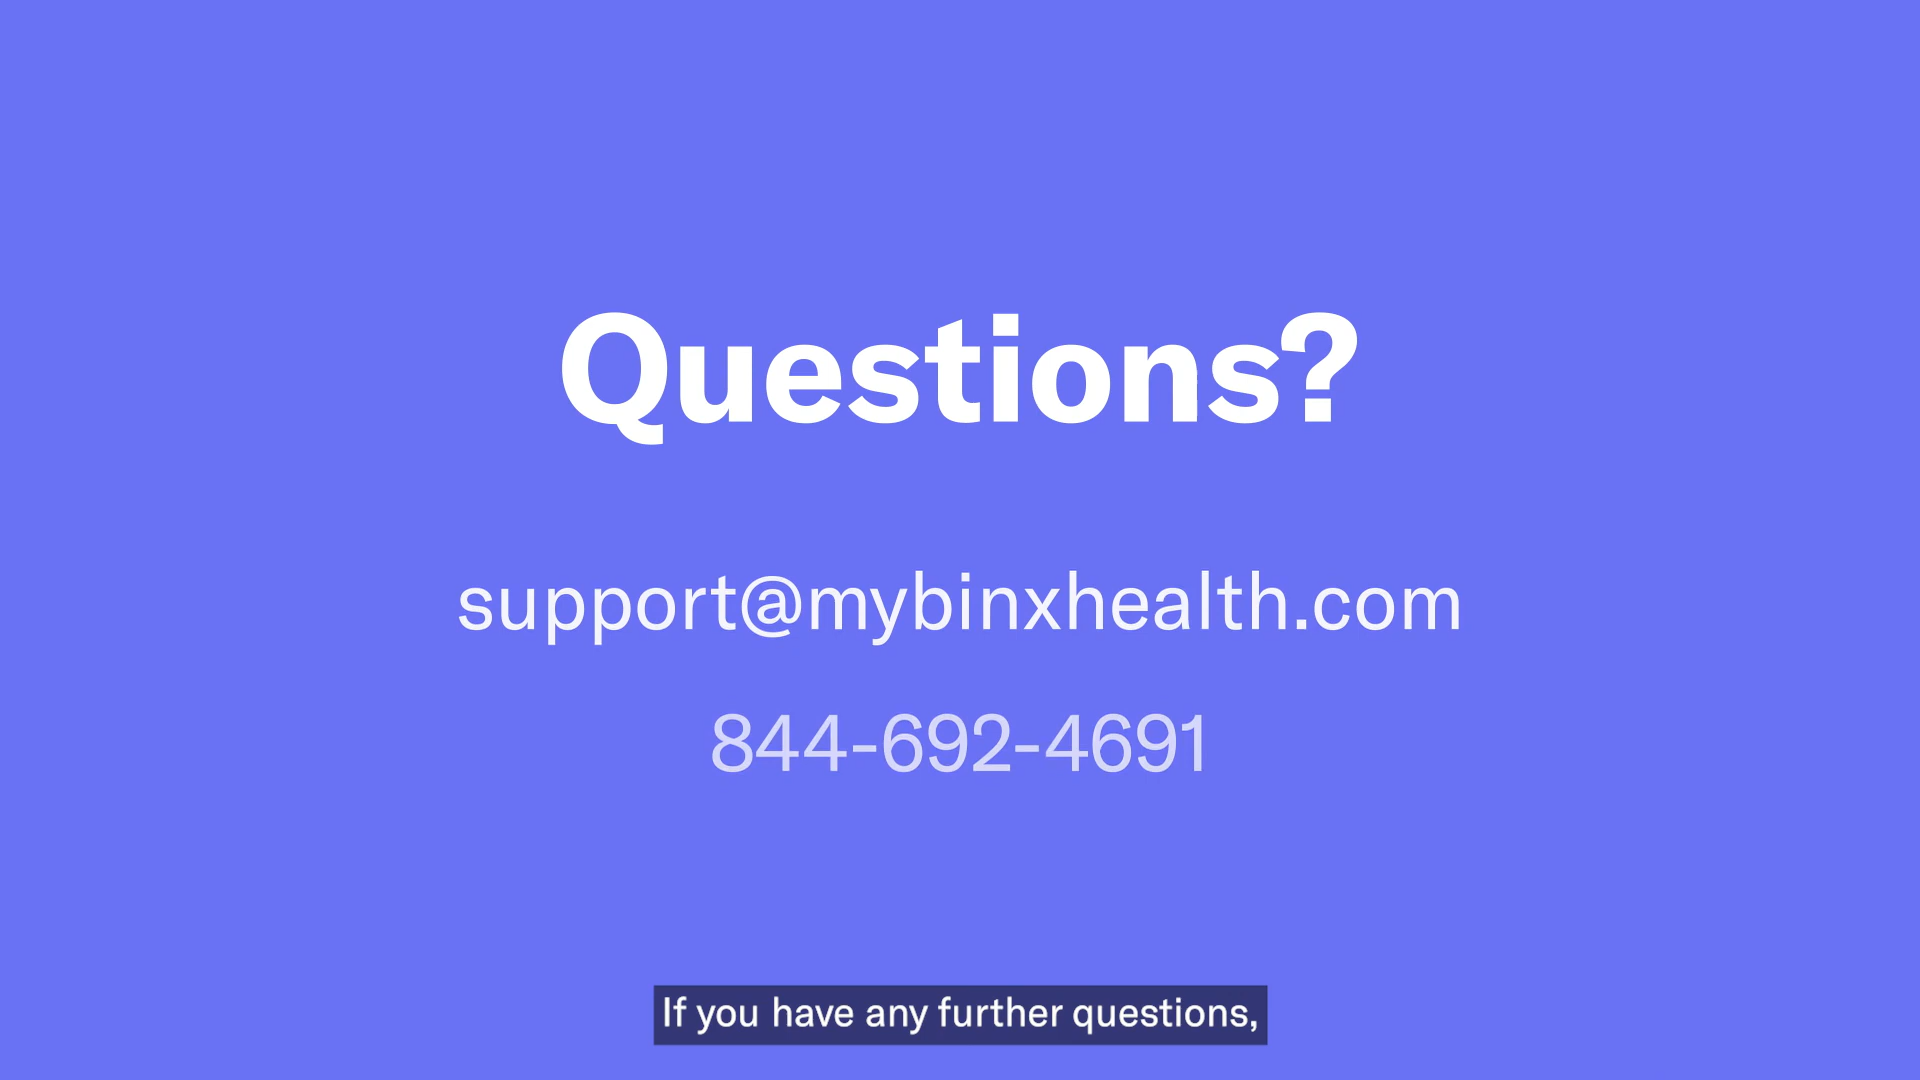 Questions?
support@mybinxhealth.com
844-692-4691
If you have any further questions,